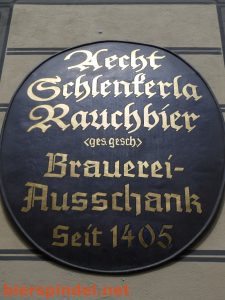 Aecht
Schlenkerla
Rauchbier
<ges.gesch>
Brauerei-
Ausschank
Seit 1405
bierspindel.net